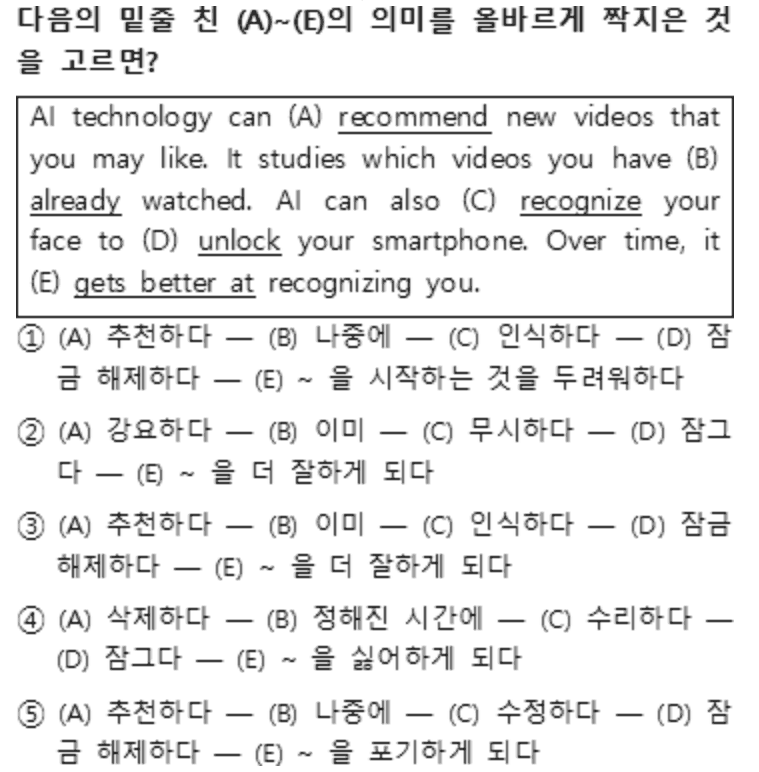 다음의 밑줄 친 (A)~(E)의 의미를 올바르게 짝지은 것
을 고르면?
AI technology can (A) recommend new videos that
you may like. It studies which videos you have (B)
already watched. AI can also (C) recognize your
face to (D) unlock your smartphone. Over time, it
(E) gets better at recognizing you.
① (A) 추천하다 — (B) 나중에 — (C) 인식하다 — (D) 잠
금 해제하다 — (E) ~ 을 시작하는 것을 두려워하다
② (A) 강요하다 — (B) 이미 — (C) 무시하다 — (D) 잠그
다 — (E) ~ 을 더 잘하게 되다
③ (A) 추천하다 — (B) 이미 — (C) 인식하다 — (D) 잠금
해제하다 — (E) ~ 을 더 잘하게 되다
④ (A) 삭제하다 — (B) 정해진 시간에 — (C) 수리하다 —
(D) 잠그다 — (E) ~ 을 싫어하게 되다
⑤ (A) 추천하다 — (B) 나중에 — (C) 수정하다 — (D) 잠
금 해제하다 — (E) ~ 을 포기하게 되다